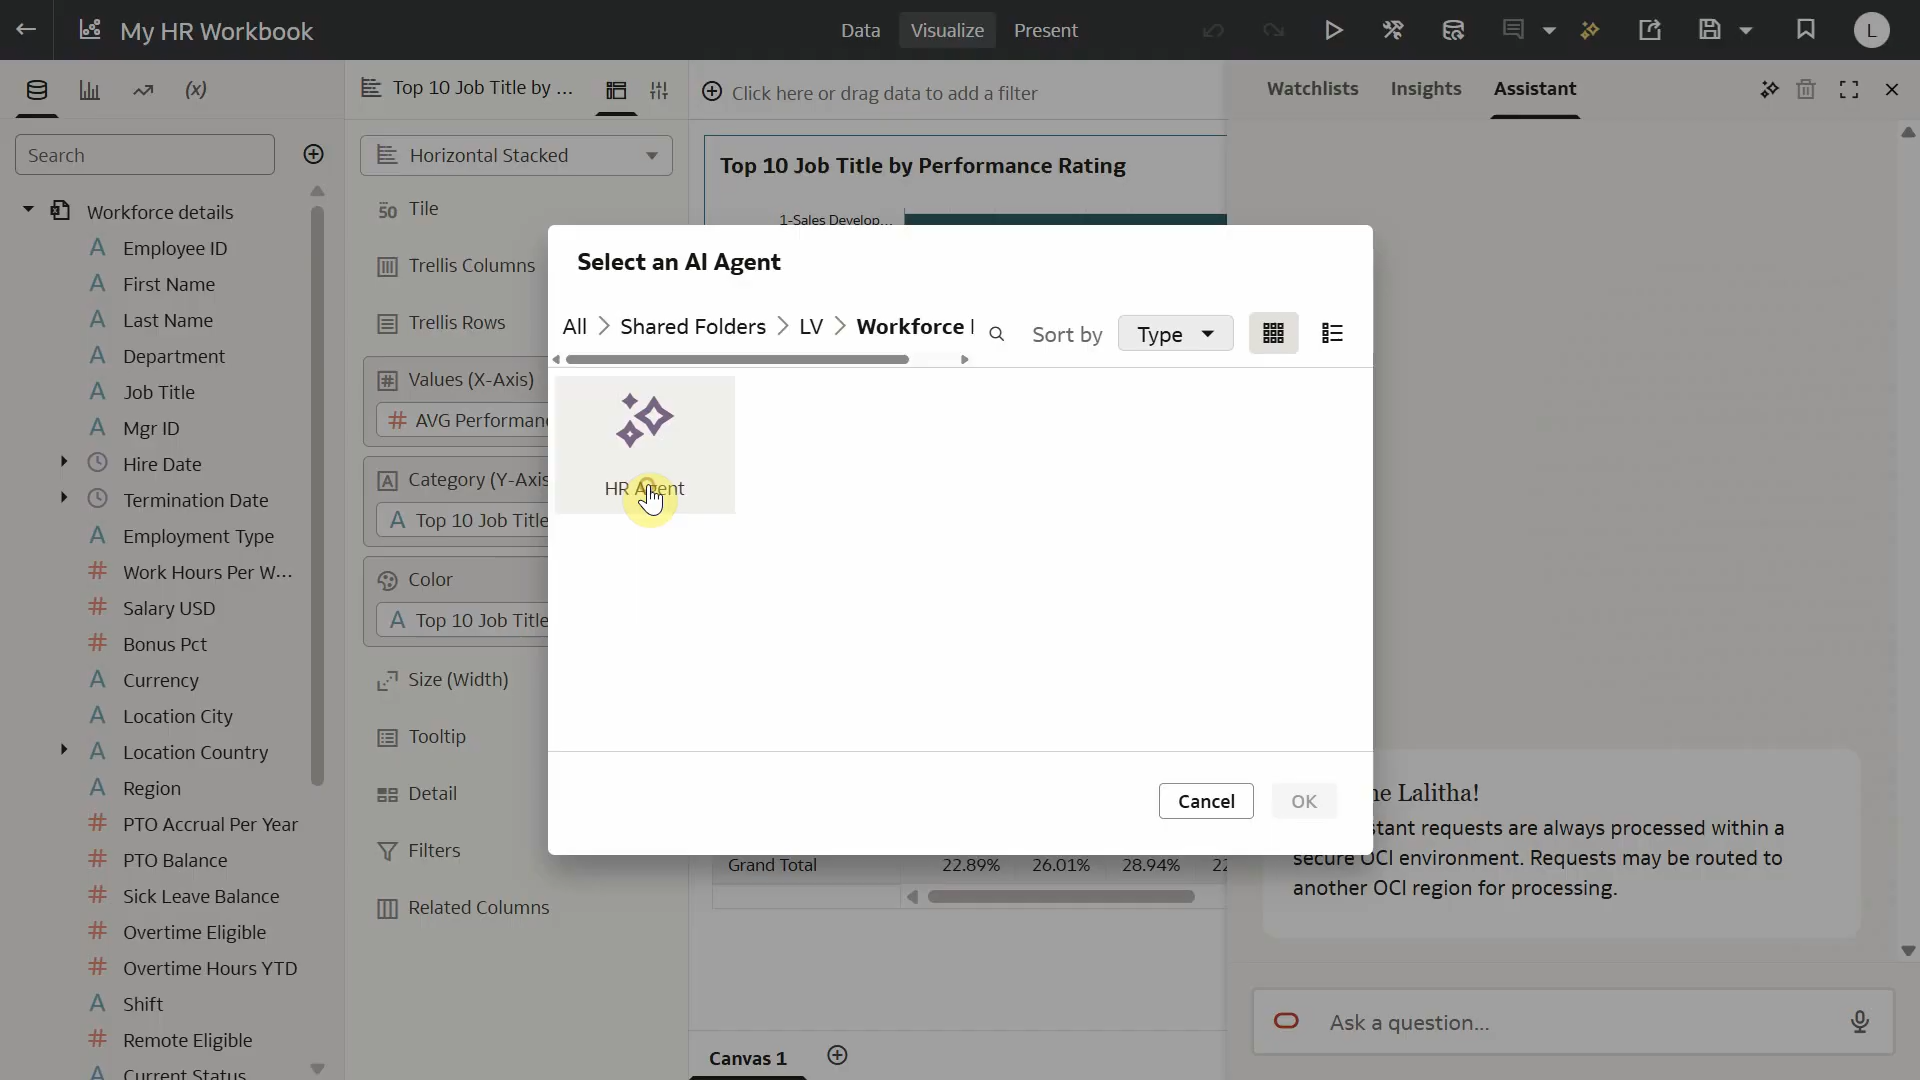 My HR Workbook
Data
Visualize
Present
L
Top 10 Job Title by ...
Click here or drag data to add a filter
Watchlists
Insights
Assistant
Search
Horizontal Stacked
Top 10 Job Title by Performance Rating
1-Sales Develop...
Workforce details
Employee ID
First Name
Last Name
Department
Job Title
Mgr ID
Hire Date
Termination Date
Employment Type
Work Hours Per W...
Salary USD
Bonus Pct
Currency
Location City
Location Country
Region
PTO Accrual Per Year
PTO Balance
Sick Leave Balance
Overtime Eligible
Overtime Hours YTD
Shift
Remote Eligible
Current Status
Tile
Trellis Columns
Trellis Rows
Values (X-Axis)
AVG
Category (Y-Axis
Top 10 Job Title
Color
Top 10 Job Title
Size (Width)
Tooltip
Detail
Filters
Related Columns
Select an AI Agent
All > Shared Folders > LV > Workforce
Sort by
Type
HR Agent
Cancel
OK
Lalitha!
requests are always processed within a
secure OCI environment. Requests may be routed to
another OCI region for processing.
Grand Total 22.89% 26.01% 28.94%
Canvas 1
Ask a question...